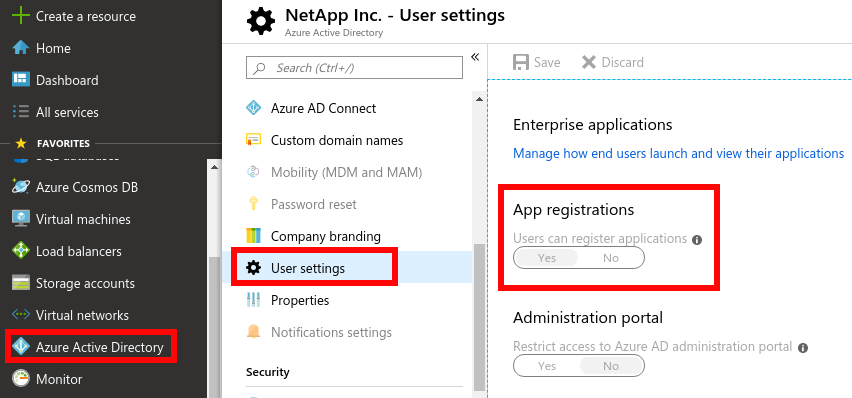 Create a resource
Home
Dashboard
All services
FAVORITES
Azure Cosmos DB
Virtual machines
Load balancers
Storage accounts
Virtual networks
Azure Active Directory
Monitor
NetApp Inc. - User settings
Azure Active Directory
Search (Ctrl+/)
«
Azure AD Connect
Custom domain names
Mobility (MDM and MAM)
Password reset
Company branding
User settings
Properties
Notifications settings
Security
Save Discard
Enterprise applications
Manage how end users launch and view their applications
App registrations
Users can register applications
Yes No
Administration portal
Restrict access to Azure AD administration portal
Yes No